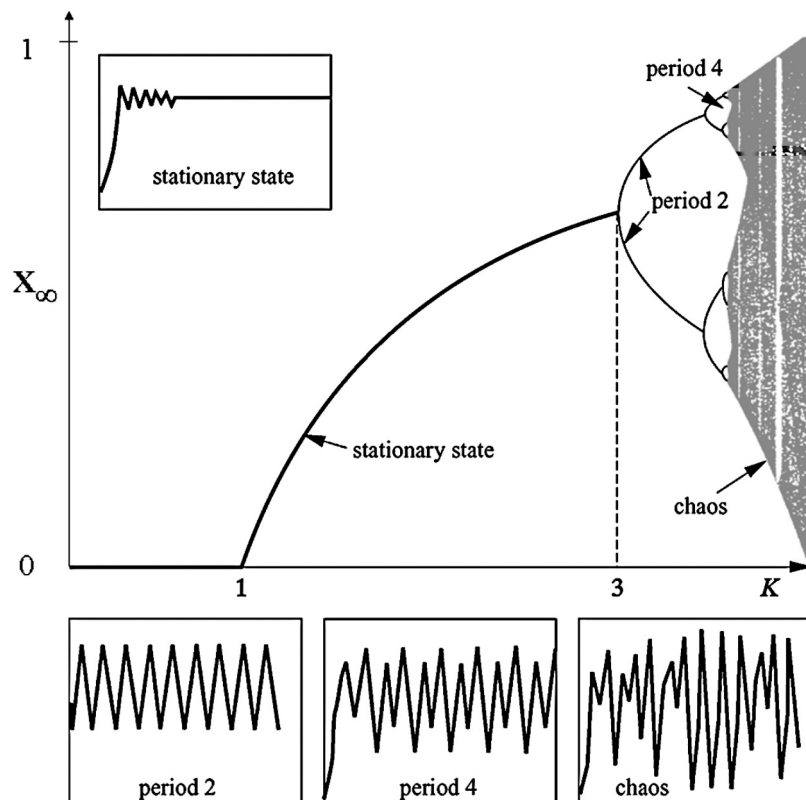 1
period 4
stationary state
period 2
X∞
stationary state
chaos
0
1
3
K
period 2
period 4
chaos